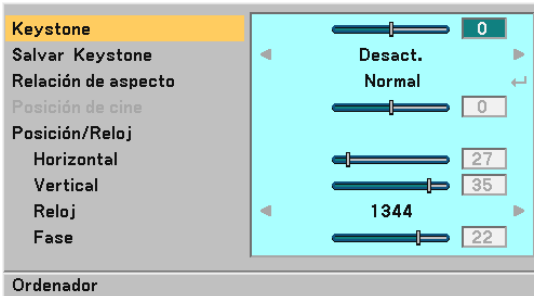 Keystone 0
Salvar Keystone Desact.
Relación de aspecto Normal
Posición de cine 0
Posición/Reloj
Horizontal 27
Vertical 35
Reloj 1344
Fase 22
Ordenador